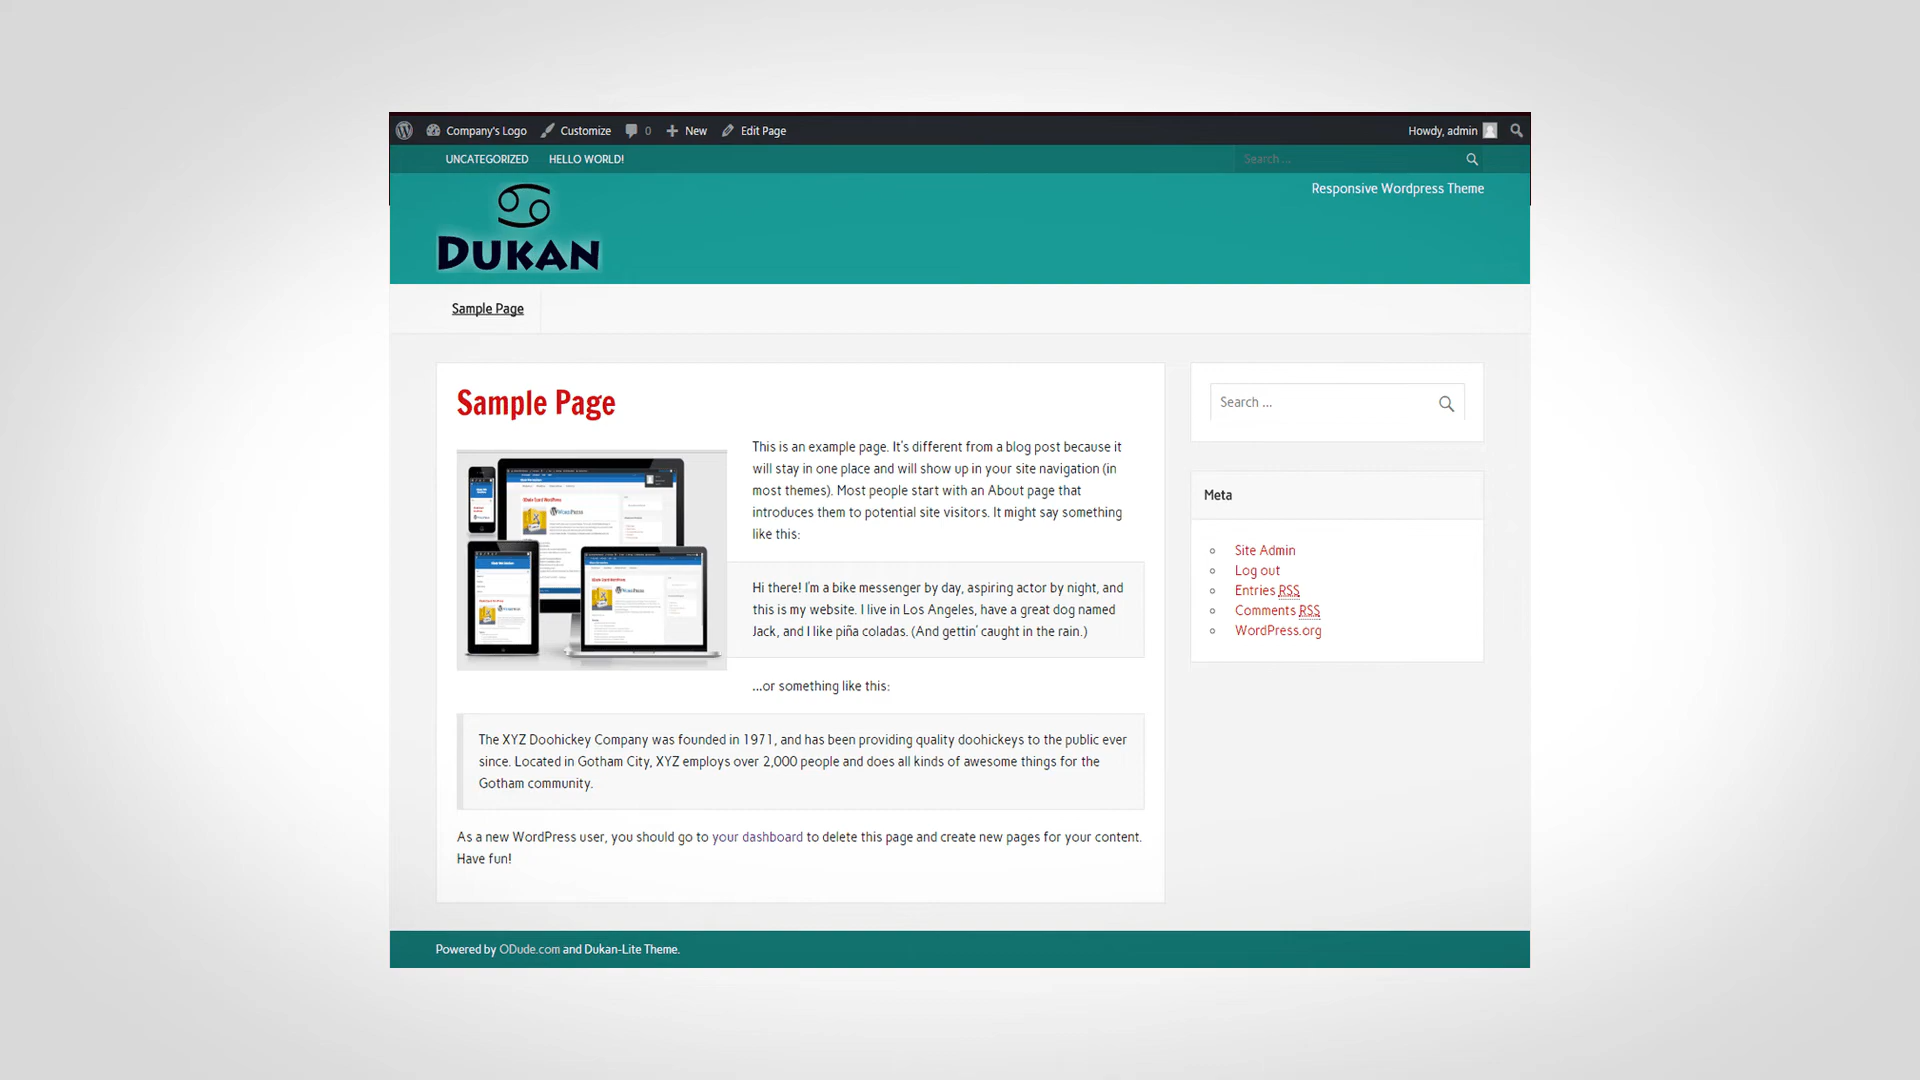 Company's Logo Customize 0 New Edit Page Howdy, admin
UNCATEGORIZED HELLO WORLD! Search ...
Responsive Wordpress Theme
DUKAN
Sample Page
Sample Page
This is an example page. It's different from a blog post because it
will stay in one place and will show up in your site navigation (in
most themes). Most people start with an About page that
introduces them to potential site visitors. It might say something
like this:
Hi there! I'm a bike messenger by day, aspiring actor by night, and
this is my website. I live in Los Angeles, have a great dog named
Jack, and I like piña coladas. (And gettin' caught in the rain.)
...or something like this:
The XYZ Doohickey Company was founded in 1971, and has been providing quality doohickeys to the public ever
since. Located in Gotham City, XYZ employs over 2,000 people and does all kinds of awesome things for the
Gotham community.
As a new WordPress user, you should go to your dashboard to delete this page and create new pages for your content.
Have fun!
Search ...
Meta
Site Admin
Log out
Entries RSS
Comments RSS
WordPress.org
Powered by ODude.com and Dukan-Lite Theme.